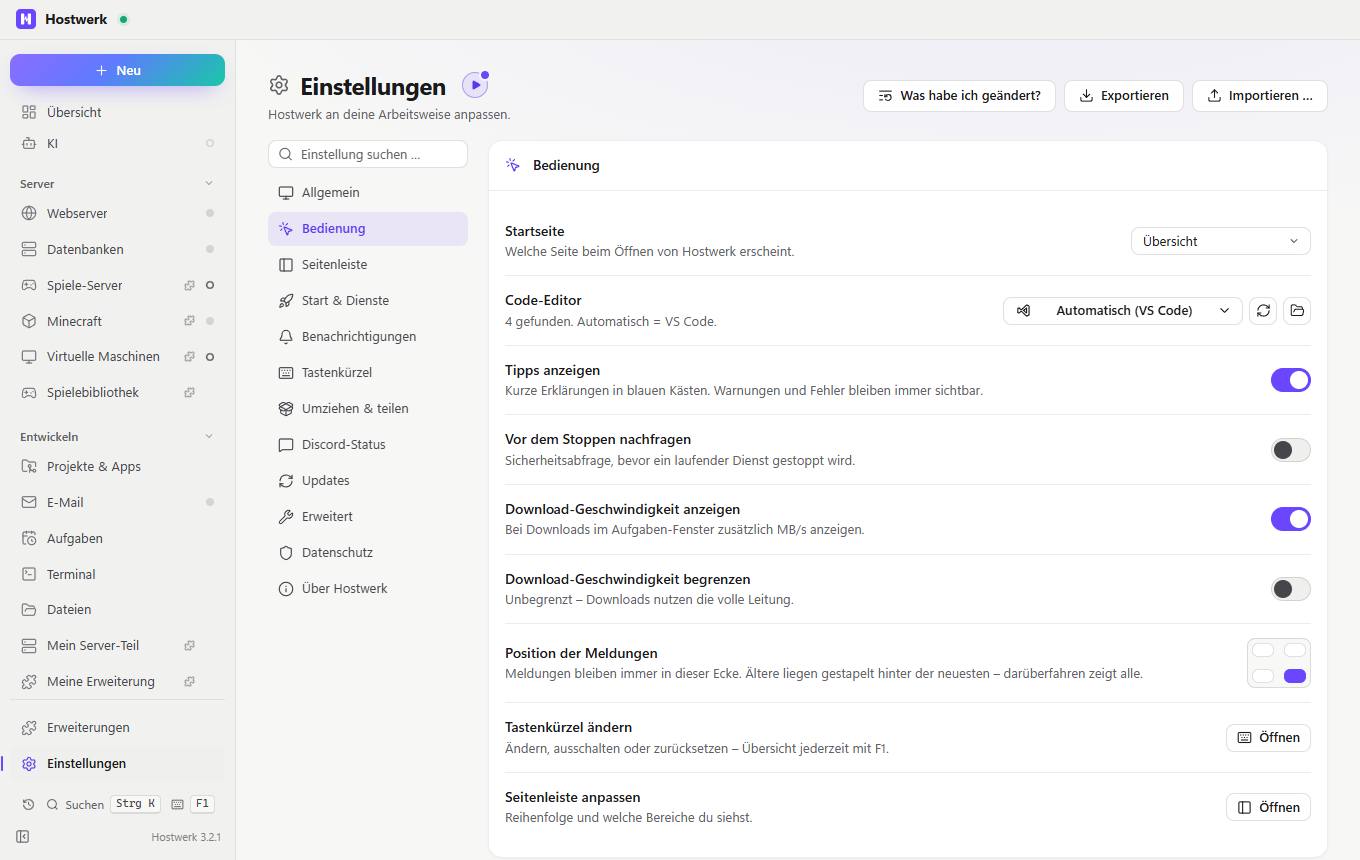 Hostwerk
Neu
Übersicht
KI
Server
Webserver
Datenbanken
Spiele-Server
Minecraft
Virtuelle Maschinen
Spielebibliothek
Entwickeln
Projekte & Apps
E-Mail
Aufgaben
Terminal
Dateien
Mein Server-Teil
Meine Erweiterung
Erweiterungen
Einstellungen
Suchen Strg K F1
Hostwerk 3.2.1
Einstellungen
Hostwerk an deine Arbeitsweise anpassen.
Was habe ich geändert? Exportieren Importieren ...
Einstellung suchen ...
Allgemein
Bedienung
Seitenleiste
Start & Dienste
Benachrichtigungen
Tastenkürzel
Umziehen & teilen
Discord-Status
Updates
Erweitert
Datenschutz
Über Hostwerk
Bedienung
Startseite
Welche Seite beim Öffnen von Hostwerk erscheint.
Übersicht
Code-Editor
4 gefunden. Automatisch = VS Code.
Automatisch (VS Code)
Tipps anzeigen
Kurze Erklärungen in blauen Kästen. Warnungen und Fehler bleiben immer sichtbar.
Vor dem Stoppen nachfragen
Sicherheitsabfrage, bevor ein laufender Dienst gestoppt wird.
Download-Geschwindigkeit anzeigen
Bei Downloads im Aufgaben-Fenster zusätzlich MB/s anzeigen.
Download-Geschwindigkeit begrenzen
Unbegrenzt – Downloads nutzen die volle Leitung.
Position der Meldungen
Meldungen bleiben immer in dieser Ecke. Ältere liegen gestapelt hinter der neuesten – darüberfahren zeigt alle.
Tastenkürzel ändern
Ändern, ausschalten oder zurücksetzen – Übersicht jederzeit mit F1.
Öffnen
Seitenleiste anpassen
Reihenfolge und welche Bereiche du siehst.
Öffnen